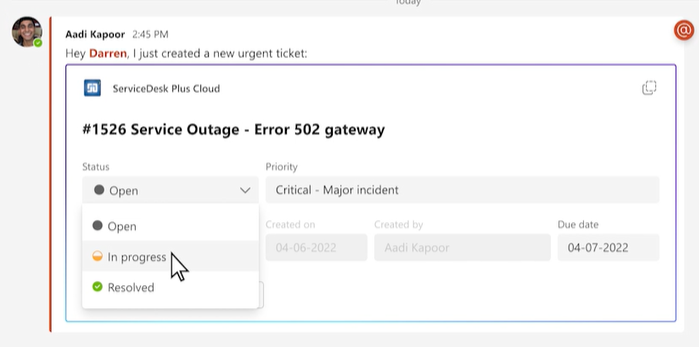 Today
Aadi Kapoor 2:45 PM
Hey Darren, I just created a new urgent ticket:
SD
ServiceDesk Plus Cloud
#1526 Service Outage - Error 502 gateway
Status Priority
Open Critical - Major incident
Open Created on Created by Due date
In progress 04-06-2022 Aadi Kapoor 04-07-2022
Resolved